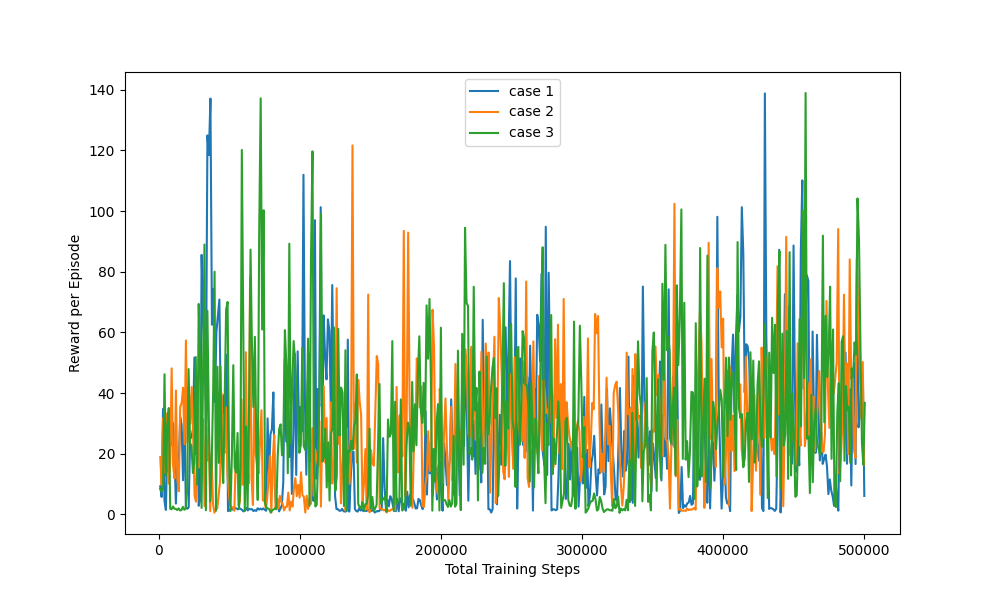 140
120
100
80
60
40
20
0
Reward per Episode
case 1
case 2
case 3
0
100000
200000
300000
400000
500000
Total Training Steps